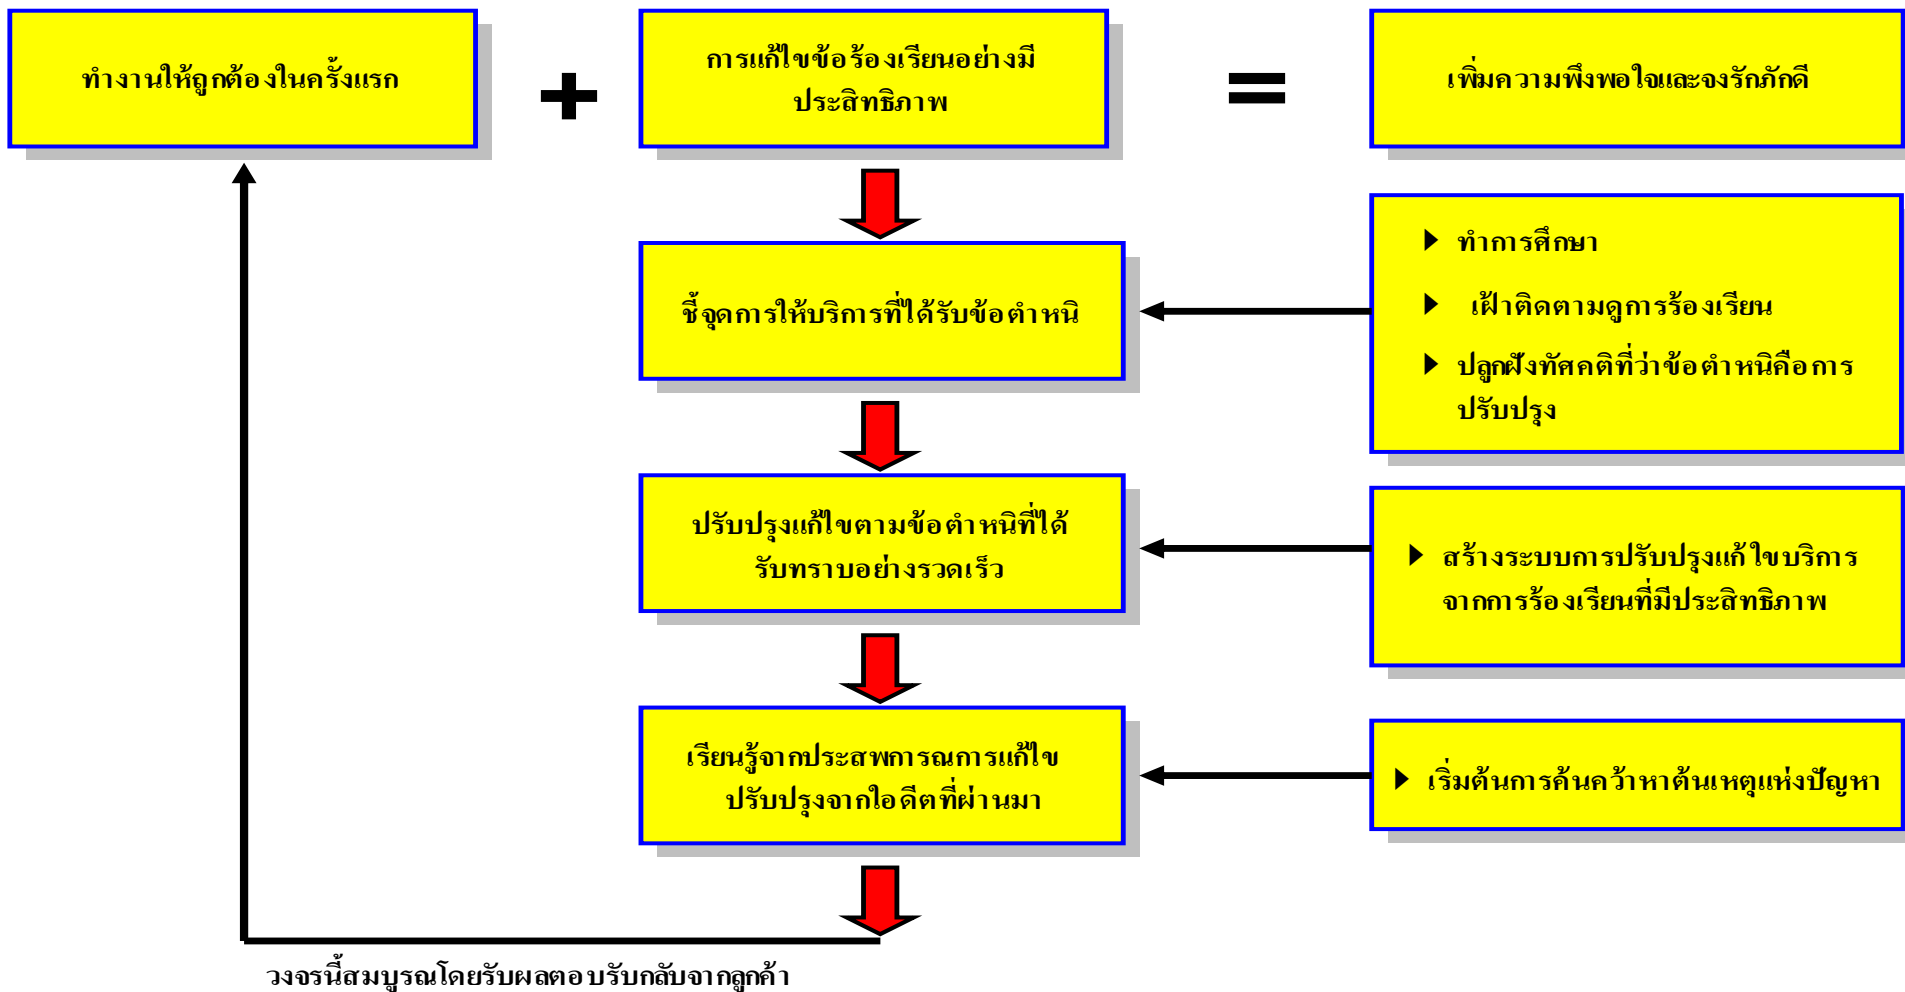 ทำงานให้ถูกต้องในครั้งแรก
+
การแก้ไขข้อร้องเรียนอย่างมี
ประสิทธิภาพ
=
เพิ่มความพึงพอใจและจงรักภักดี
ชี้จุดการให้บริการที่ได้รับข้อตำหนิ
ทำการศึกษา
เฝ้าติดตามดูการร้องเรียน
ปลูกฝังทัศคติที่ว่าข้อตำหนิคือการ
ปรับปรุง
ปรับปรุงแก้ไขตามข้อตำหนิที่ได้
รับทราบอย่างรวดเร็ว
สร้างระบบการปรับปรุงแก้ไขบริการ
จากการร้องเรียนที่มีประสิทธิภาพ
เรียนรู้จากประสพการณการแก้ไข
ปรับปรุงจากใอดีตที่ผ่านมา
เริ่มต้นการค้นคว้าหาต้นเหตุแห่งปัญหา
วงจรนี้สมบูรณโดยรับผลตอบรับกลับจากลูกค้า